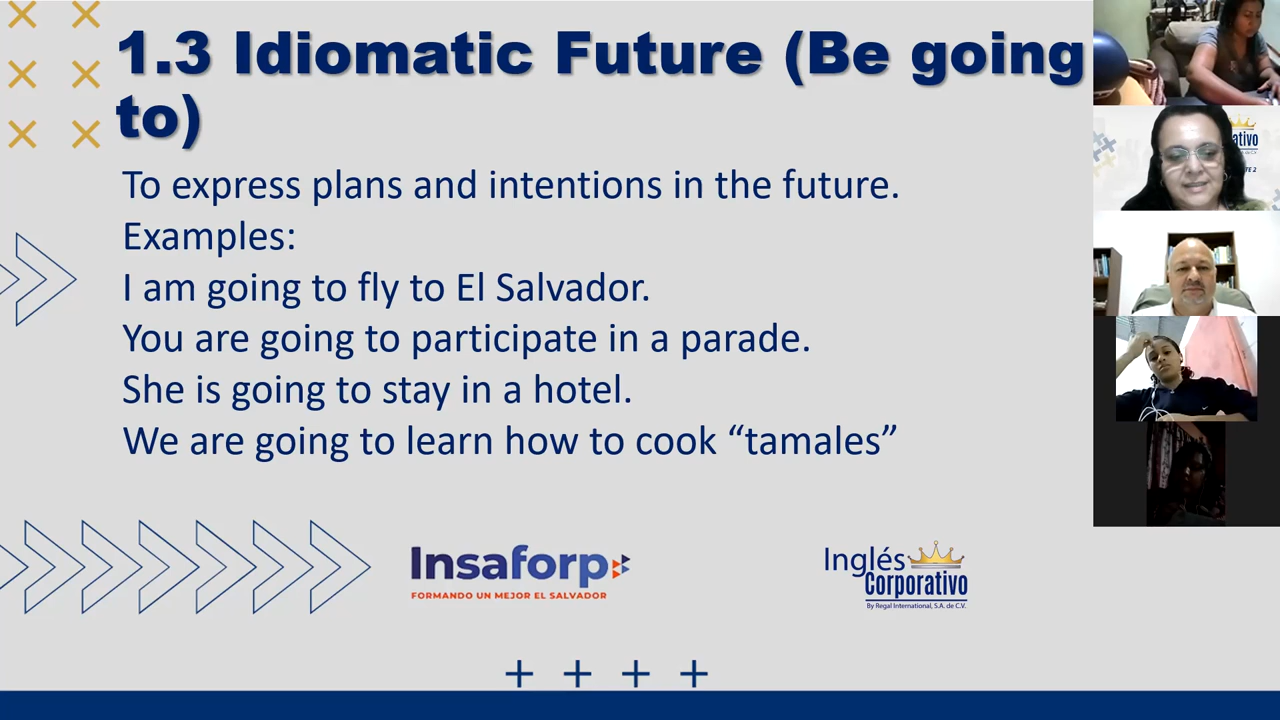 1.3 Idiomatic Future (Be going
to)
To express plans and intentions in the future.
Examples:
I am going to fly to El Salvador.
You are going to participate in a parade.
She is going to stay in a hotel.
We are going to learn how to cook “tamales”
Insaforp
FORMANDO UN MEJOR EL SALVADOR
Inglés
Corporativo
By Regal International, S.A. de C.V.